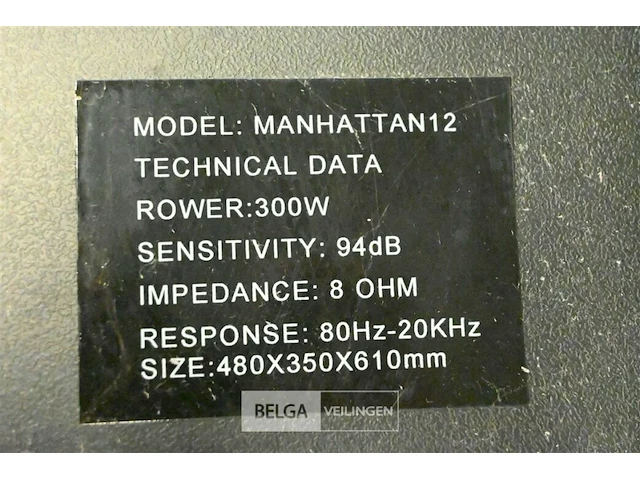 MODEL: MANHATTAN12
TECHNICAL DATA
ROWER:300W
SENSITIVITY: 94dB
IMPEDANCE: 8 OHM
RESPONSE: 80Hz-20KHz
SIZE:480X350X610mm
BELGA VEILINGEN